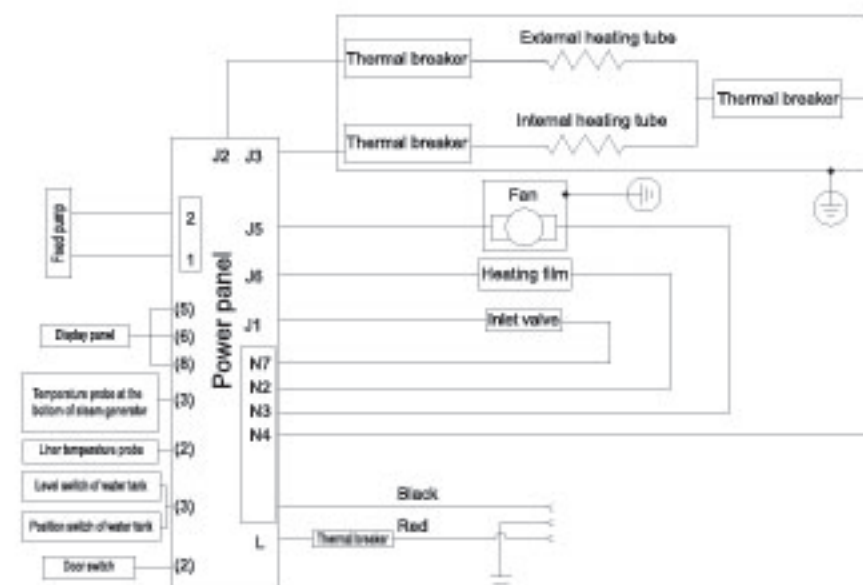 External heating tube
Thermal breaker
Thermal breaker
Internal heating tube
Thermal breaker
J2 J3
Fan
Feed pump
2
1
J5
Power panel
J6
Heating film
(5)
Display panel
(6)
(8)
J1
Inlet valve
N7
N2
N3
N4
Temperature probe at the
bottom of steam generator
(3)
Liner temperature probe
(2)
Level switch of water tank
(3)
Position switch of water tank
Black
Red
L
Thermal breaker
Door switch
(2)